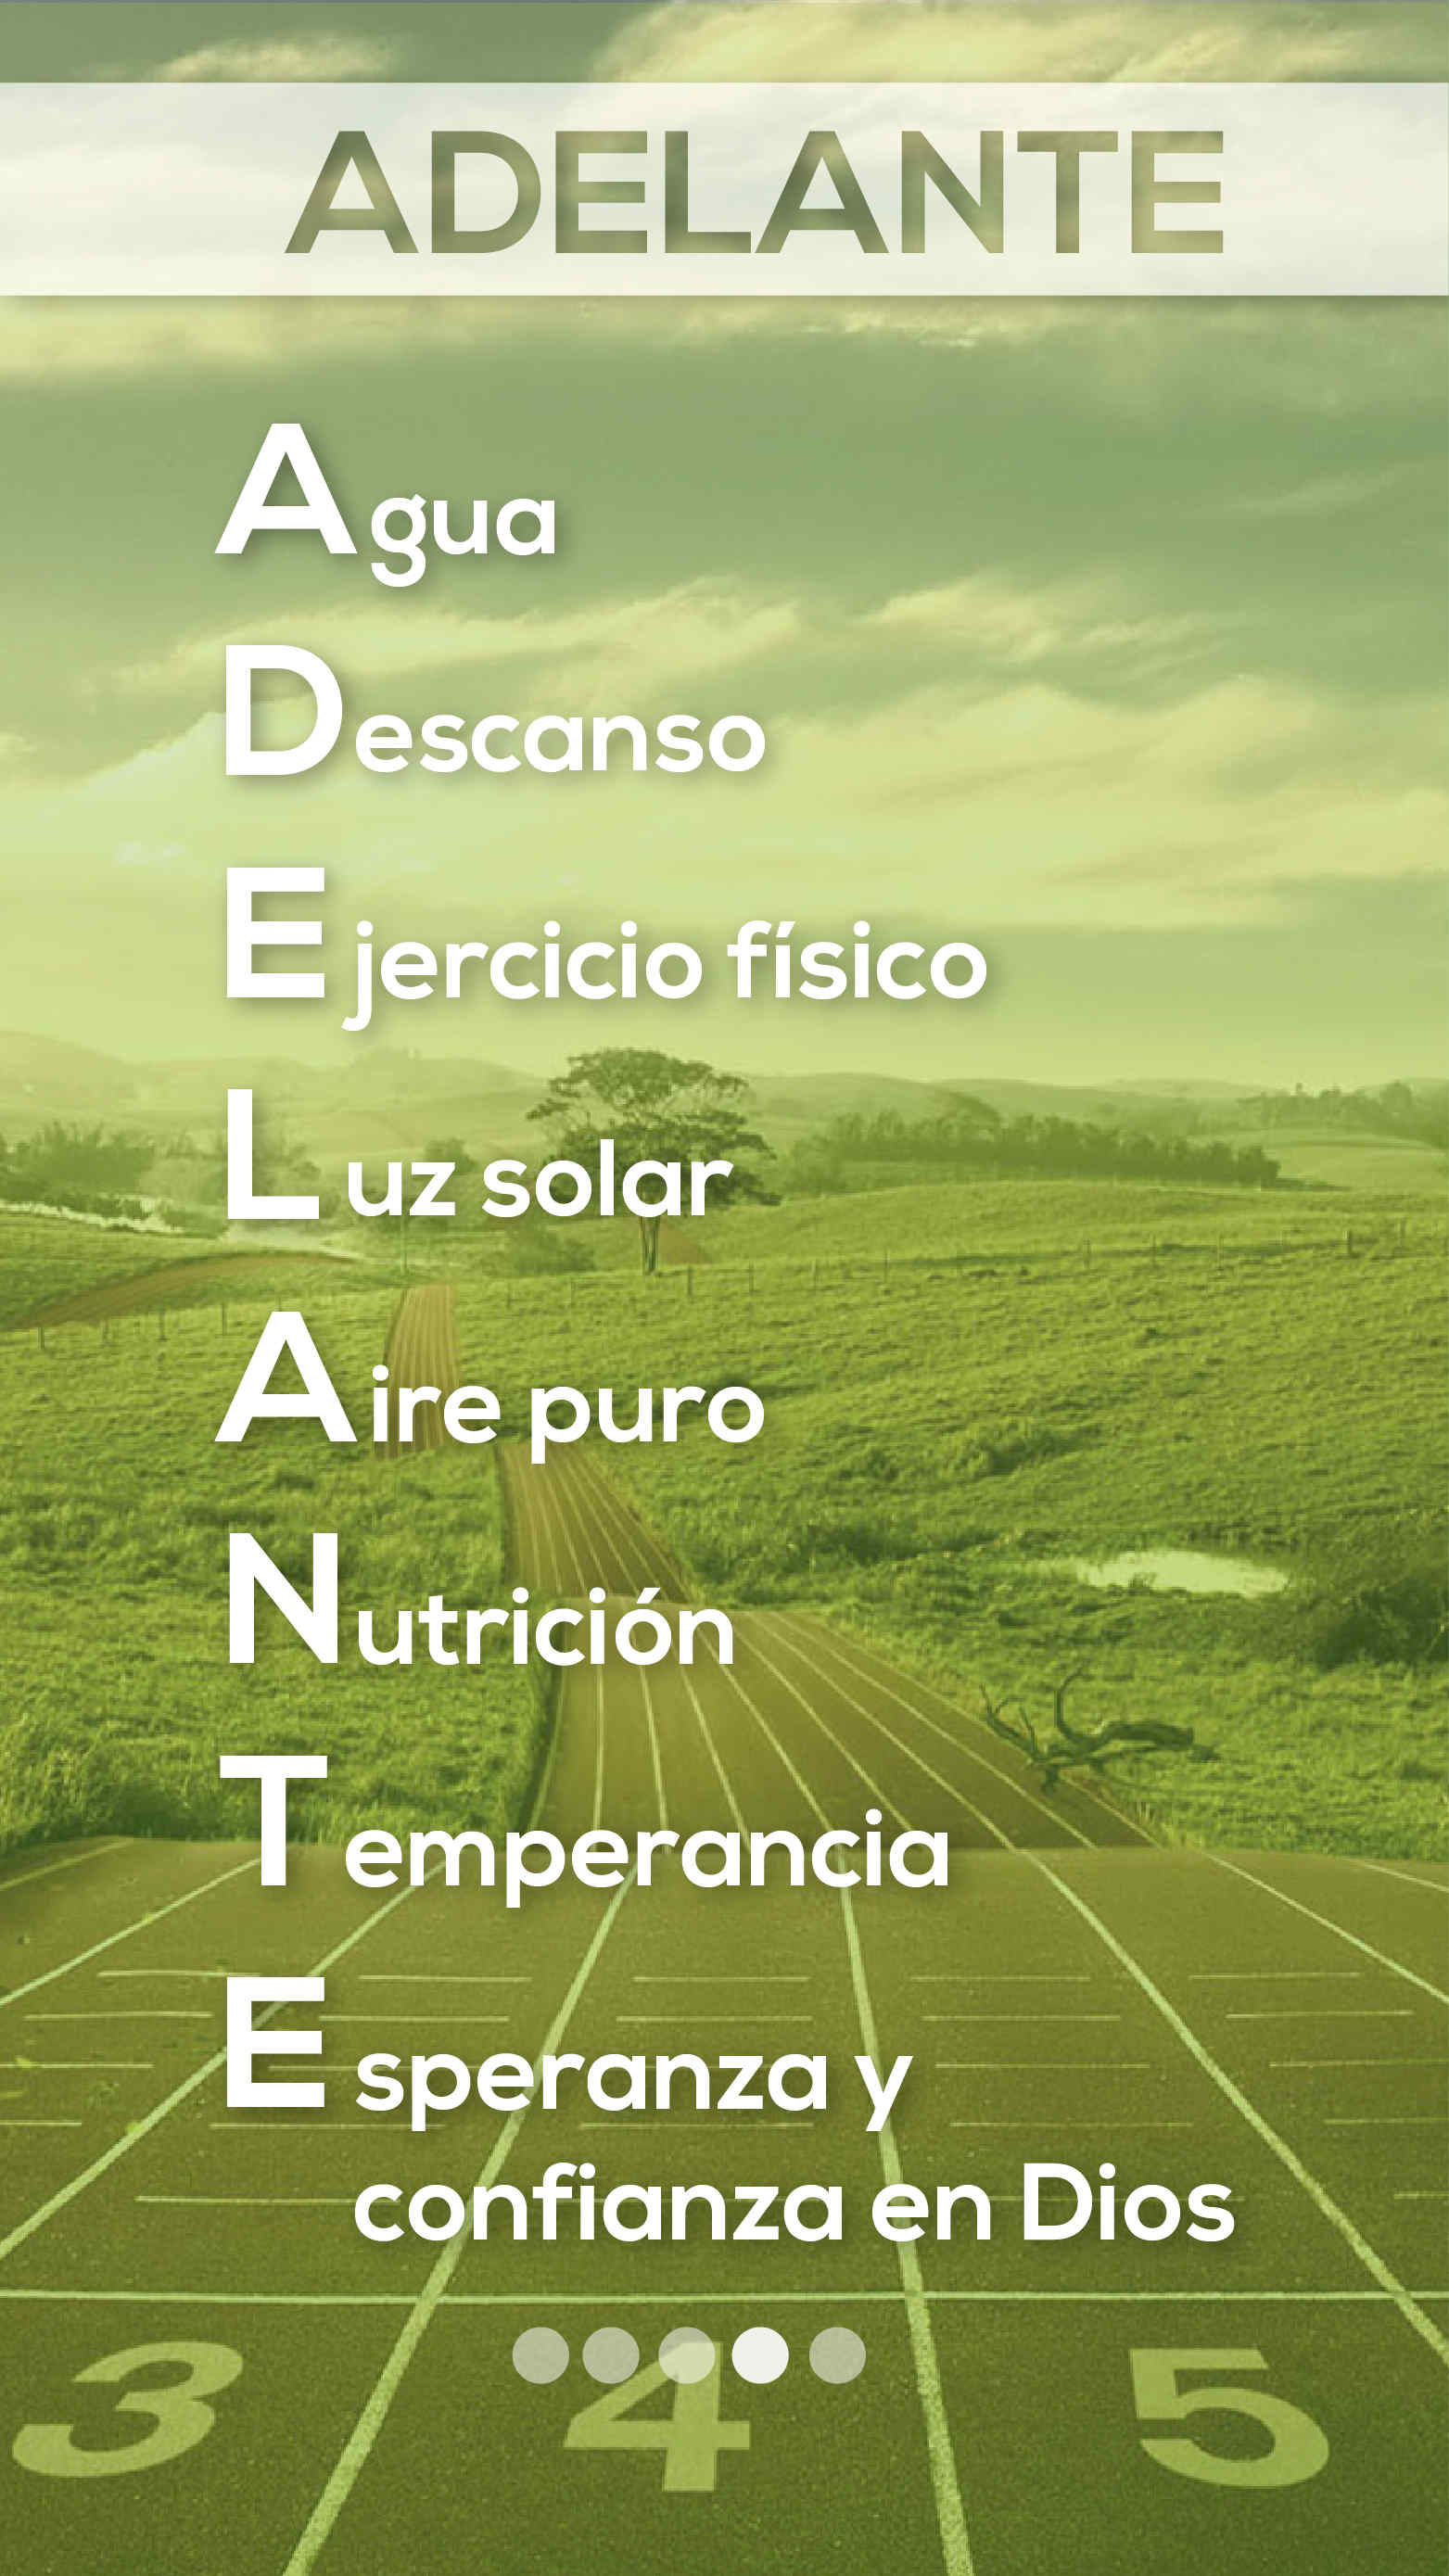 ADELANTE
Agua
Descanso
Ejercicio físico
Luz solar
Aire puro
Nutrición
Temperancia
Esperanza y
confianza en Dios
3 4 5